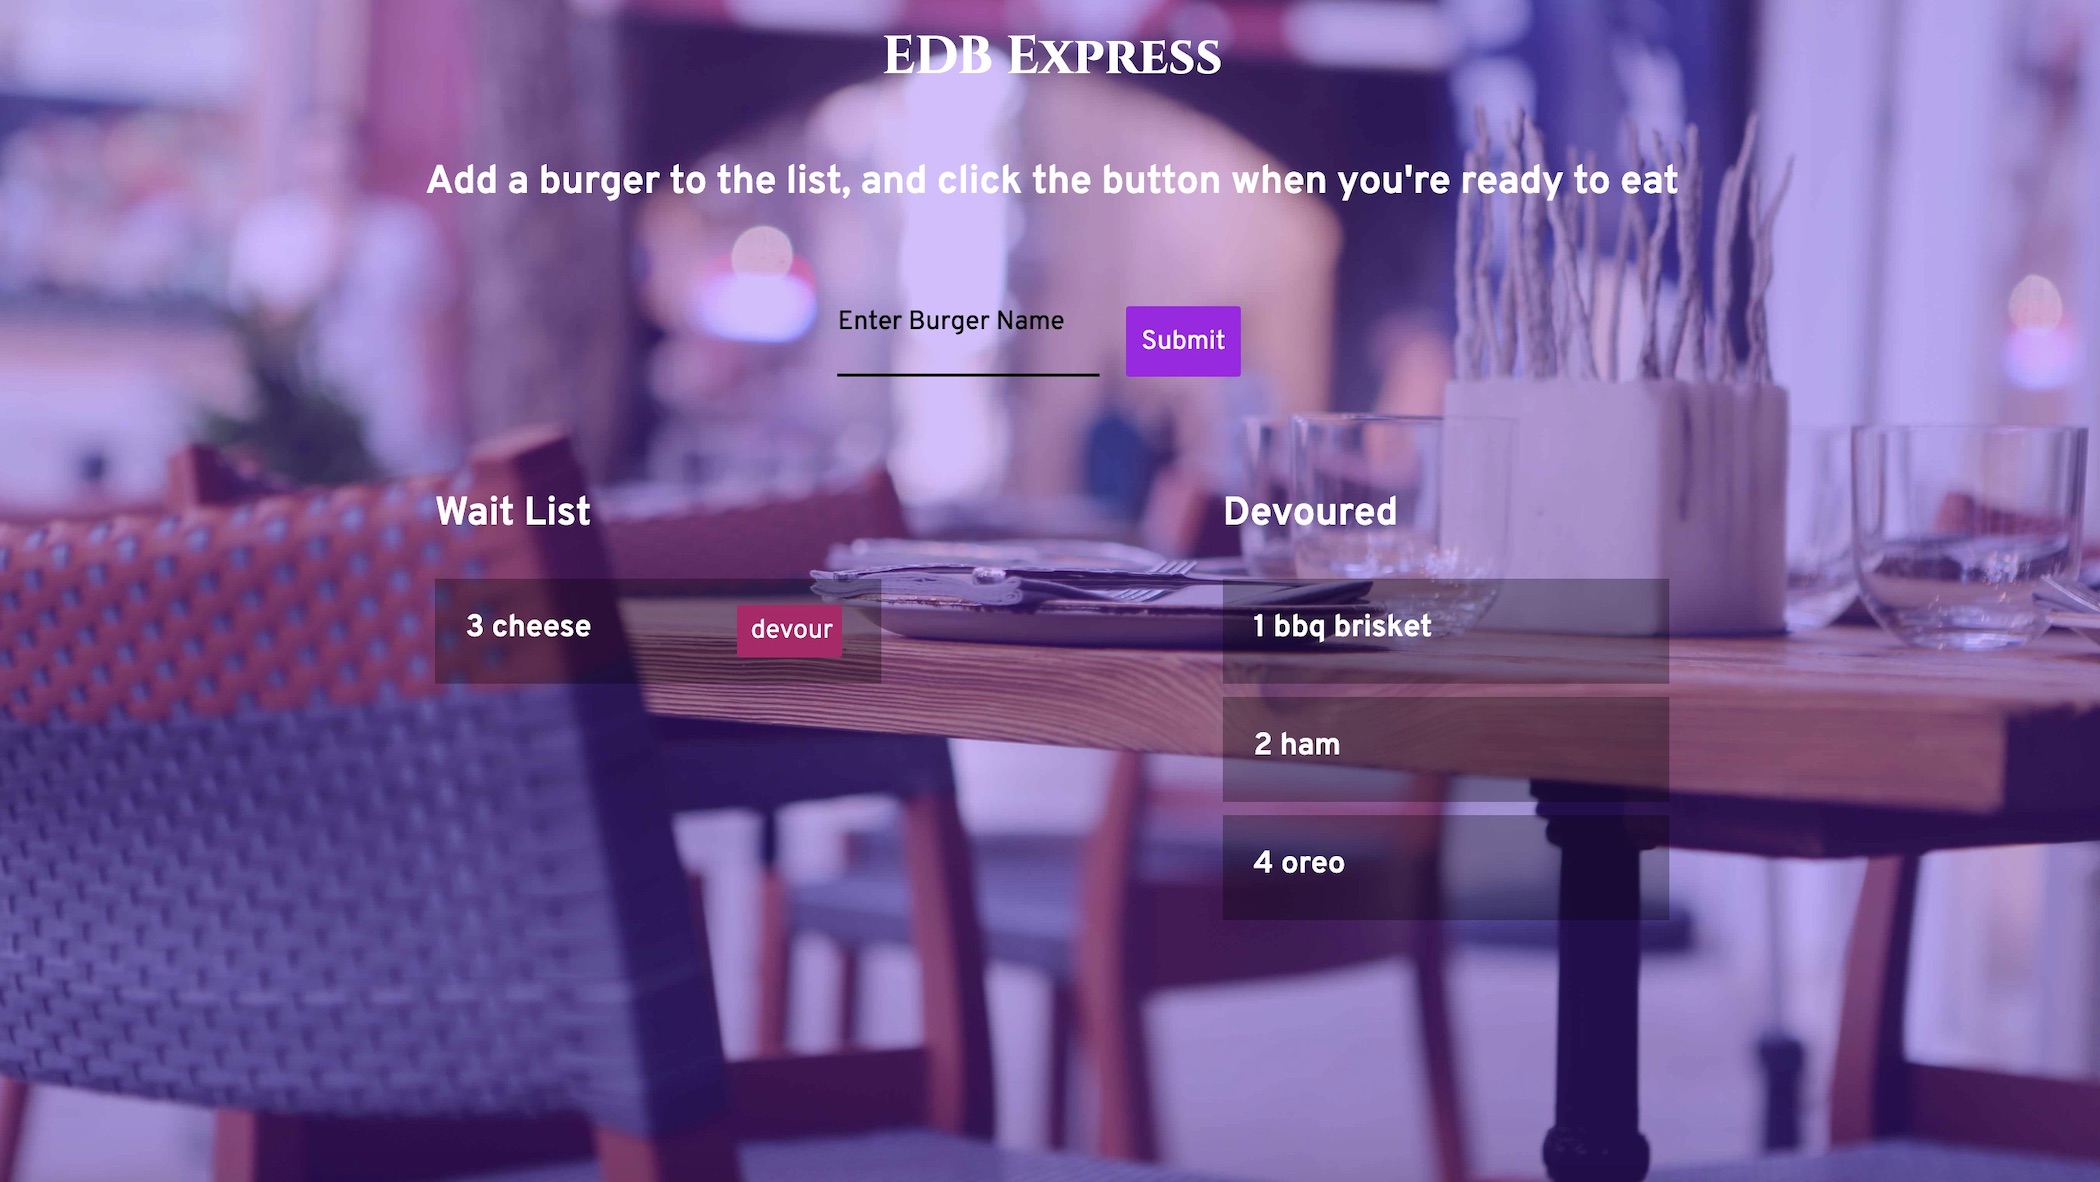 EDB Express
Add a burger to the list, and click the button when you're ready to eat
Enter Burger Name
Submit
Wait List
Devoured
3 cheese
devour
1 bbq brisket
2 ham
4 oreo